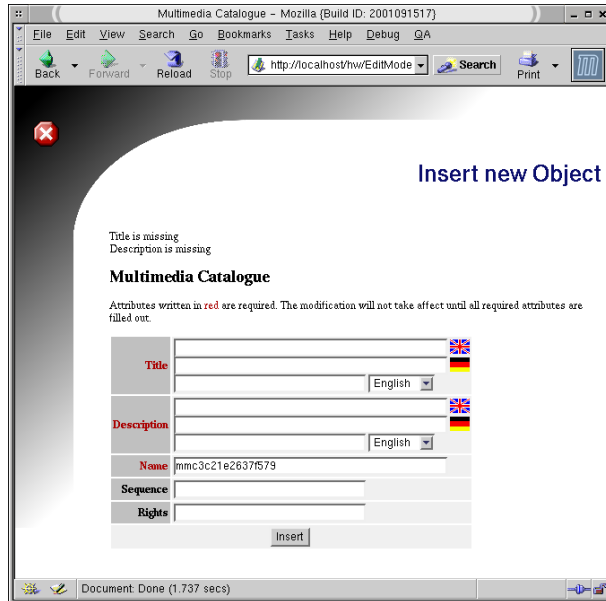 Multimedia Catalogue - Mozilla {Build ID: 2001091517}
File Edit View Search Go Bookmarks Tasks Help Debug QA
Back Forward Reload Stop http://localhost/hw/EditMode Search Print
Insert new Object
Title is missing
Description is missing
Multimedia Catalogue
Attributes written in red are required. The modification will not take affect until all required attributes are
filled out.
Title
English
Description
English
Name mmc3c21e2637f579
Sequence
Rights
Insert
Document: Done (1.737 secs)